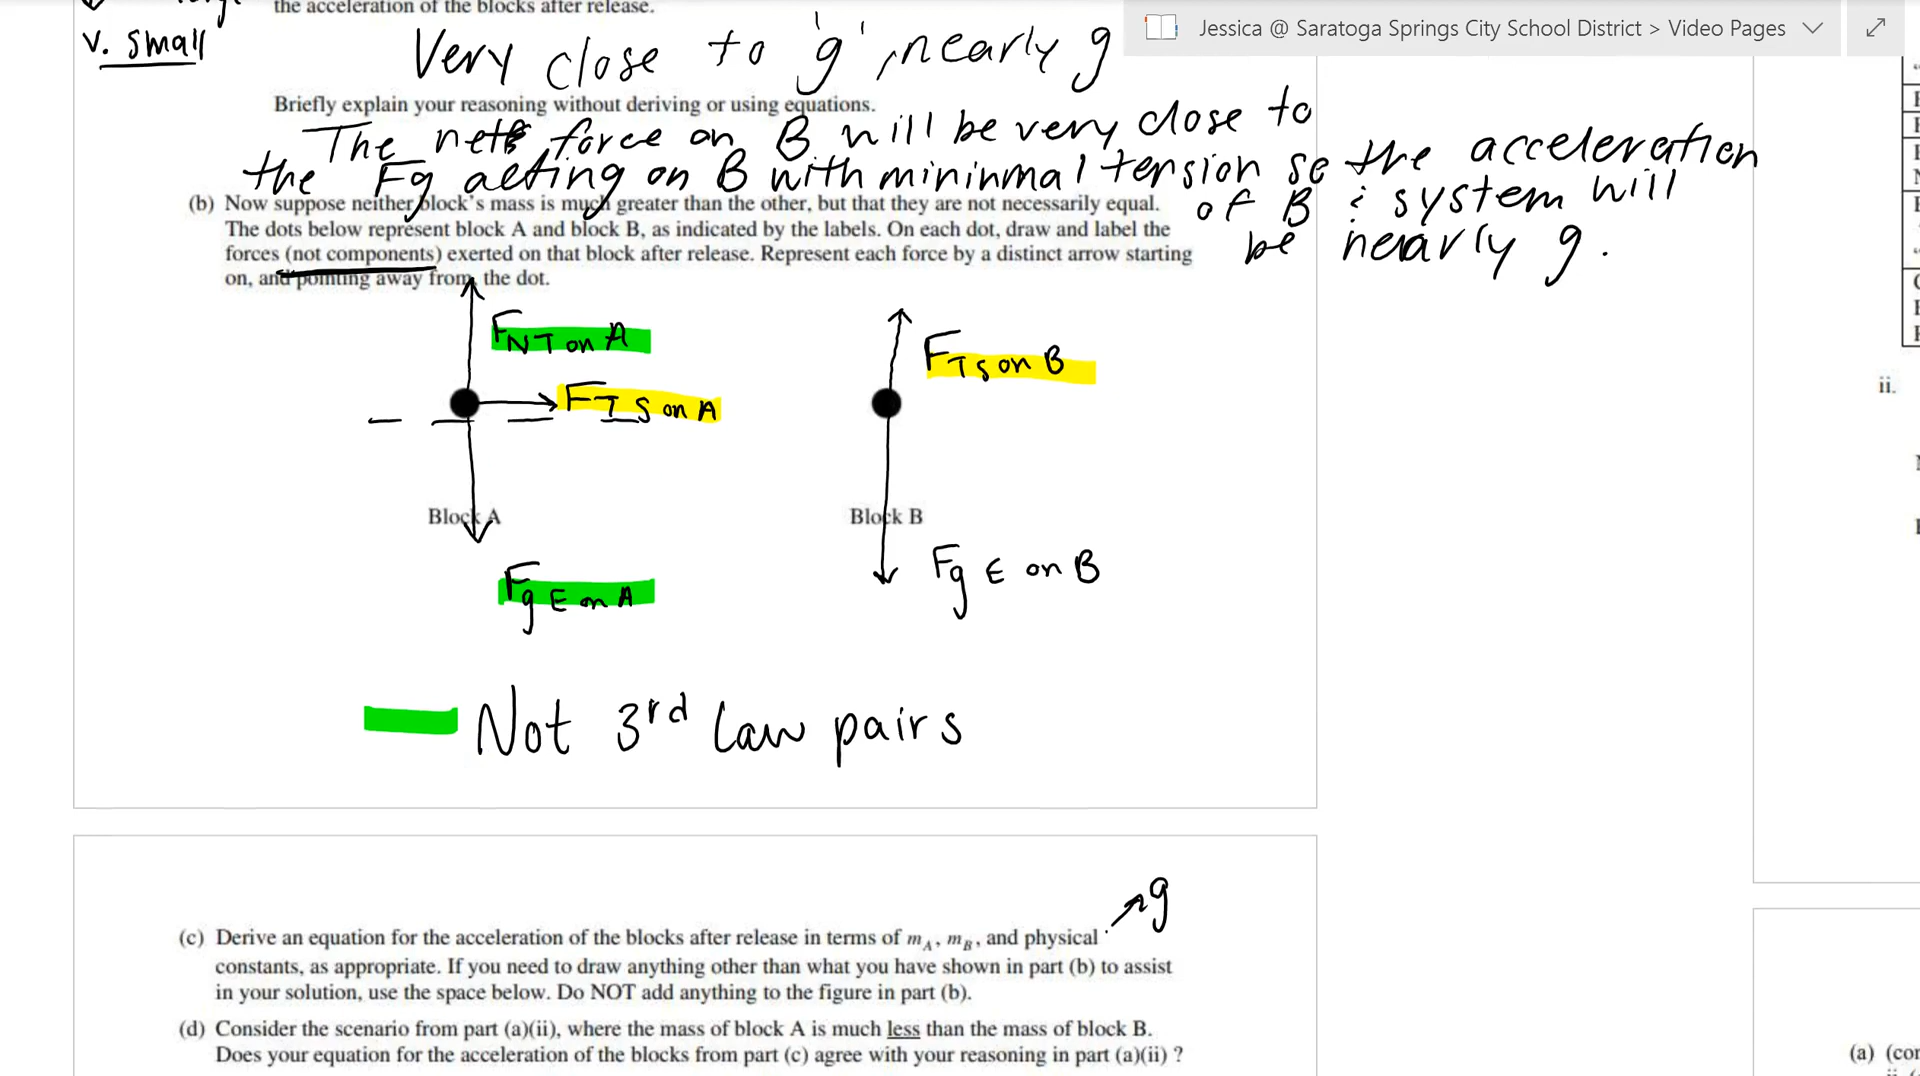 the acceleration of the blocks after release.
v. small
Very close to 'g', nearly g
Jessica @ Saratoga Springs City School District > Video Pages
Briefly explain your reasoning without deriving or using equations.
The net force on B will be very close to
the Fg acting on B with mininmal tension so the acceleration
of B & system will
be nearly g.
(b) Now suppose neither block's mass is much greater than the other, but that they are not necessarily equal.
The dots below represent block A and block B, as indicated by the labels. On each dot, draw and label the
forces (not components) exerted on that block after release. Represent each force by a distinct arrow starting
on, and pointing away from, the dot.
FNT on A
FTS on B
FTS on A
Block A
Block B
Fg E on B
Fg E on A
Not 3rd Law pairs
g
(c) Derive an equation for the acceleration of the blocks after release in terms of mA, mB, and physical
constants, as appropriate. If you need to draw anything other than what you have shown in part (b) to assist
in your solution, use the space below. Do NOT add anything to the figure in part (b).
(d) Consider the scenario from part (a)(ii), where the mass of block A is much less than the mass of block B.
Does your equation for the acceleration of the blocks from part (c) agree with your reasoning in part (a)(ii) ?
ii.
(a) (cor